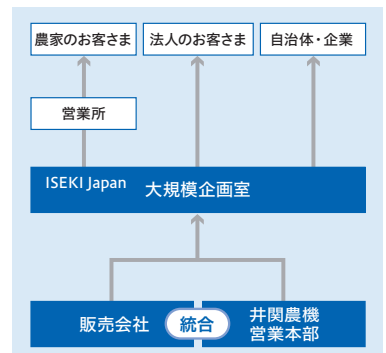 農家のお客さま
法人のお客さま
自治体・企業
営業所
ISEKI Japan 大規模企画室
販売会社
統合
井関農機
営業本部